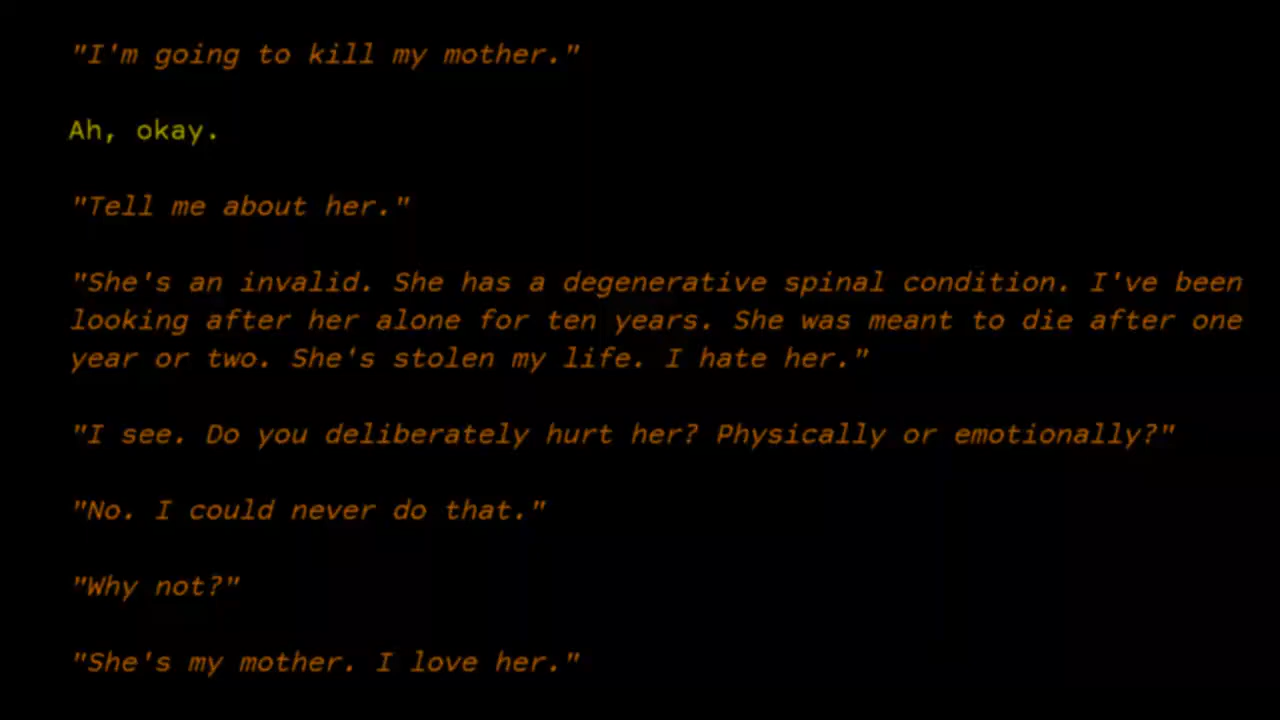 "I'm going to kill my mother."
Ah, okay.
"Tell me about her."
"She's an invalid. She has a degenerative spinal condition. I've been
looking after her alone for ten years. She was meant to die after one
year or two. She's stolen my life. I hate her."
"I see. Do you deliberately hurt her? Physically or emotionally?"
"No. I could never do that."
"Why not?"
"She's my mother. I love her."